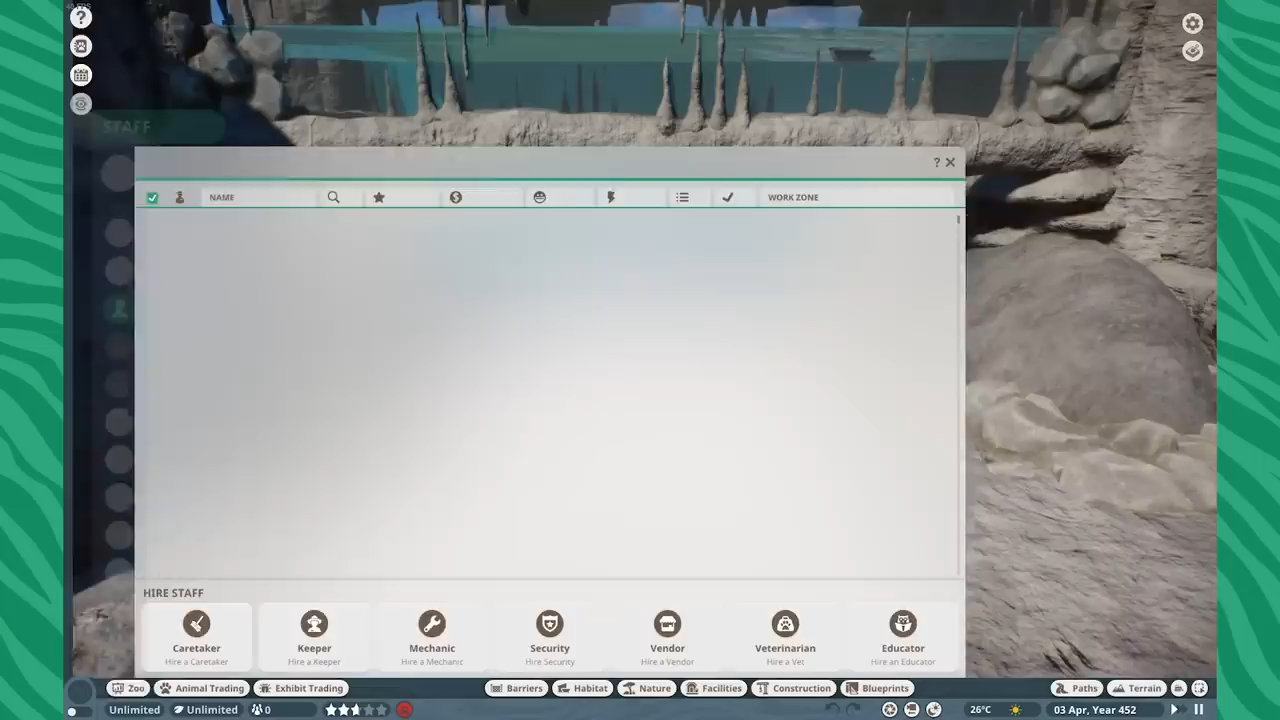 STAFF
?
NAME
WORK ZONE
HIRE STAFF
Caretaker
Hire a Caretaker
Keeper
Hire a Keeper
Mechanic
Hire a Mechanic
Security
Hire Security
Vendor
Hire a Vendor
Veterinarian
Hire a Vet
Educator
Hire an Educator
Zoo
Animal Trading
Exhibit Trading
Barriers
Habitat
Nature
Facilities
Construction
Blueprints
Paths
Terrain
Unlimited
Unlimited
0
26°C
03 Apr, Year 452